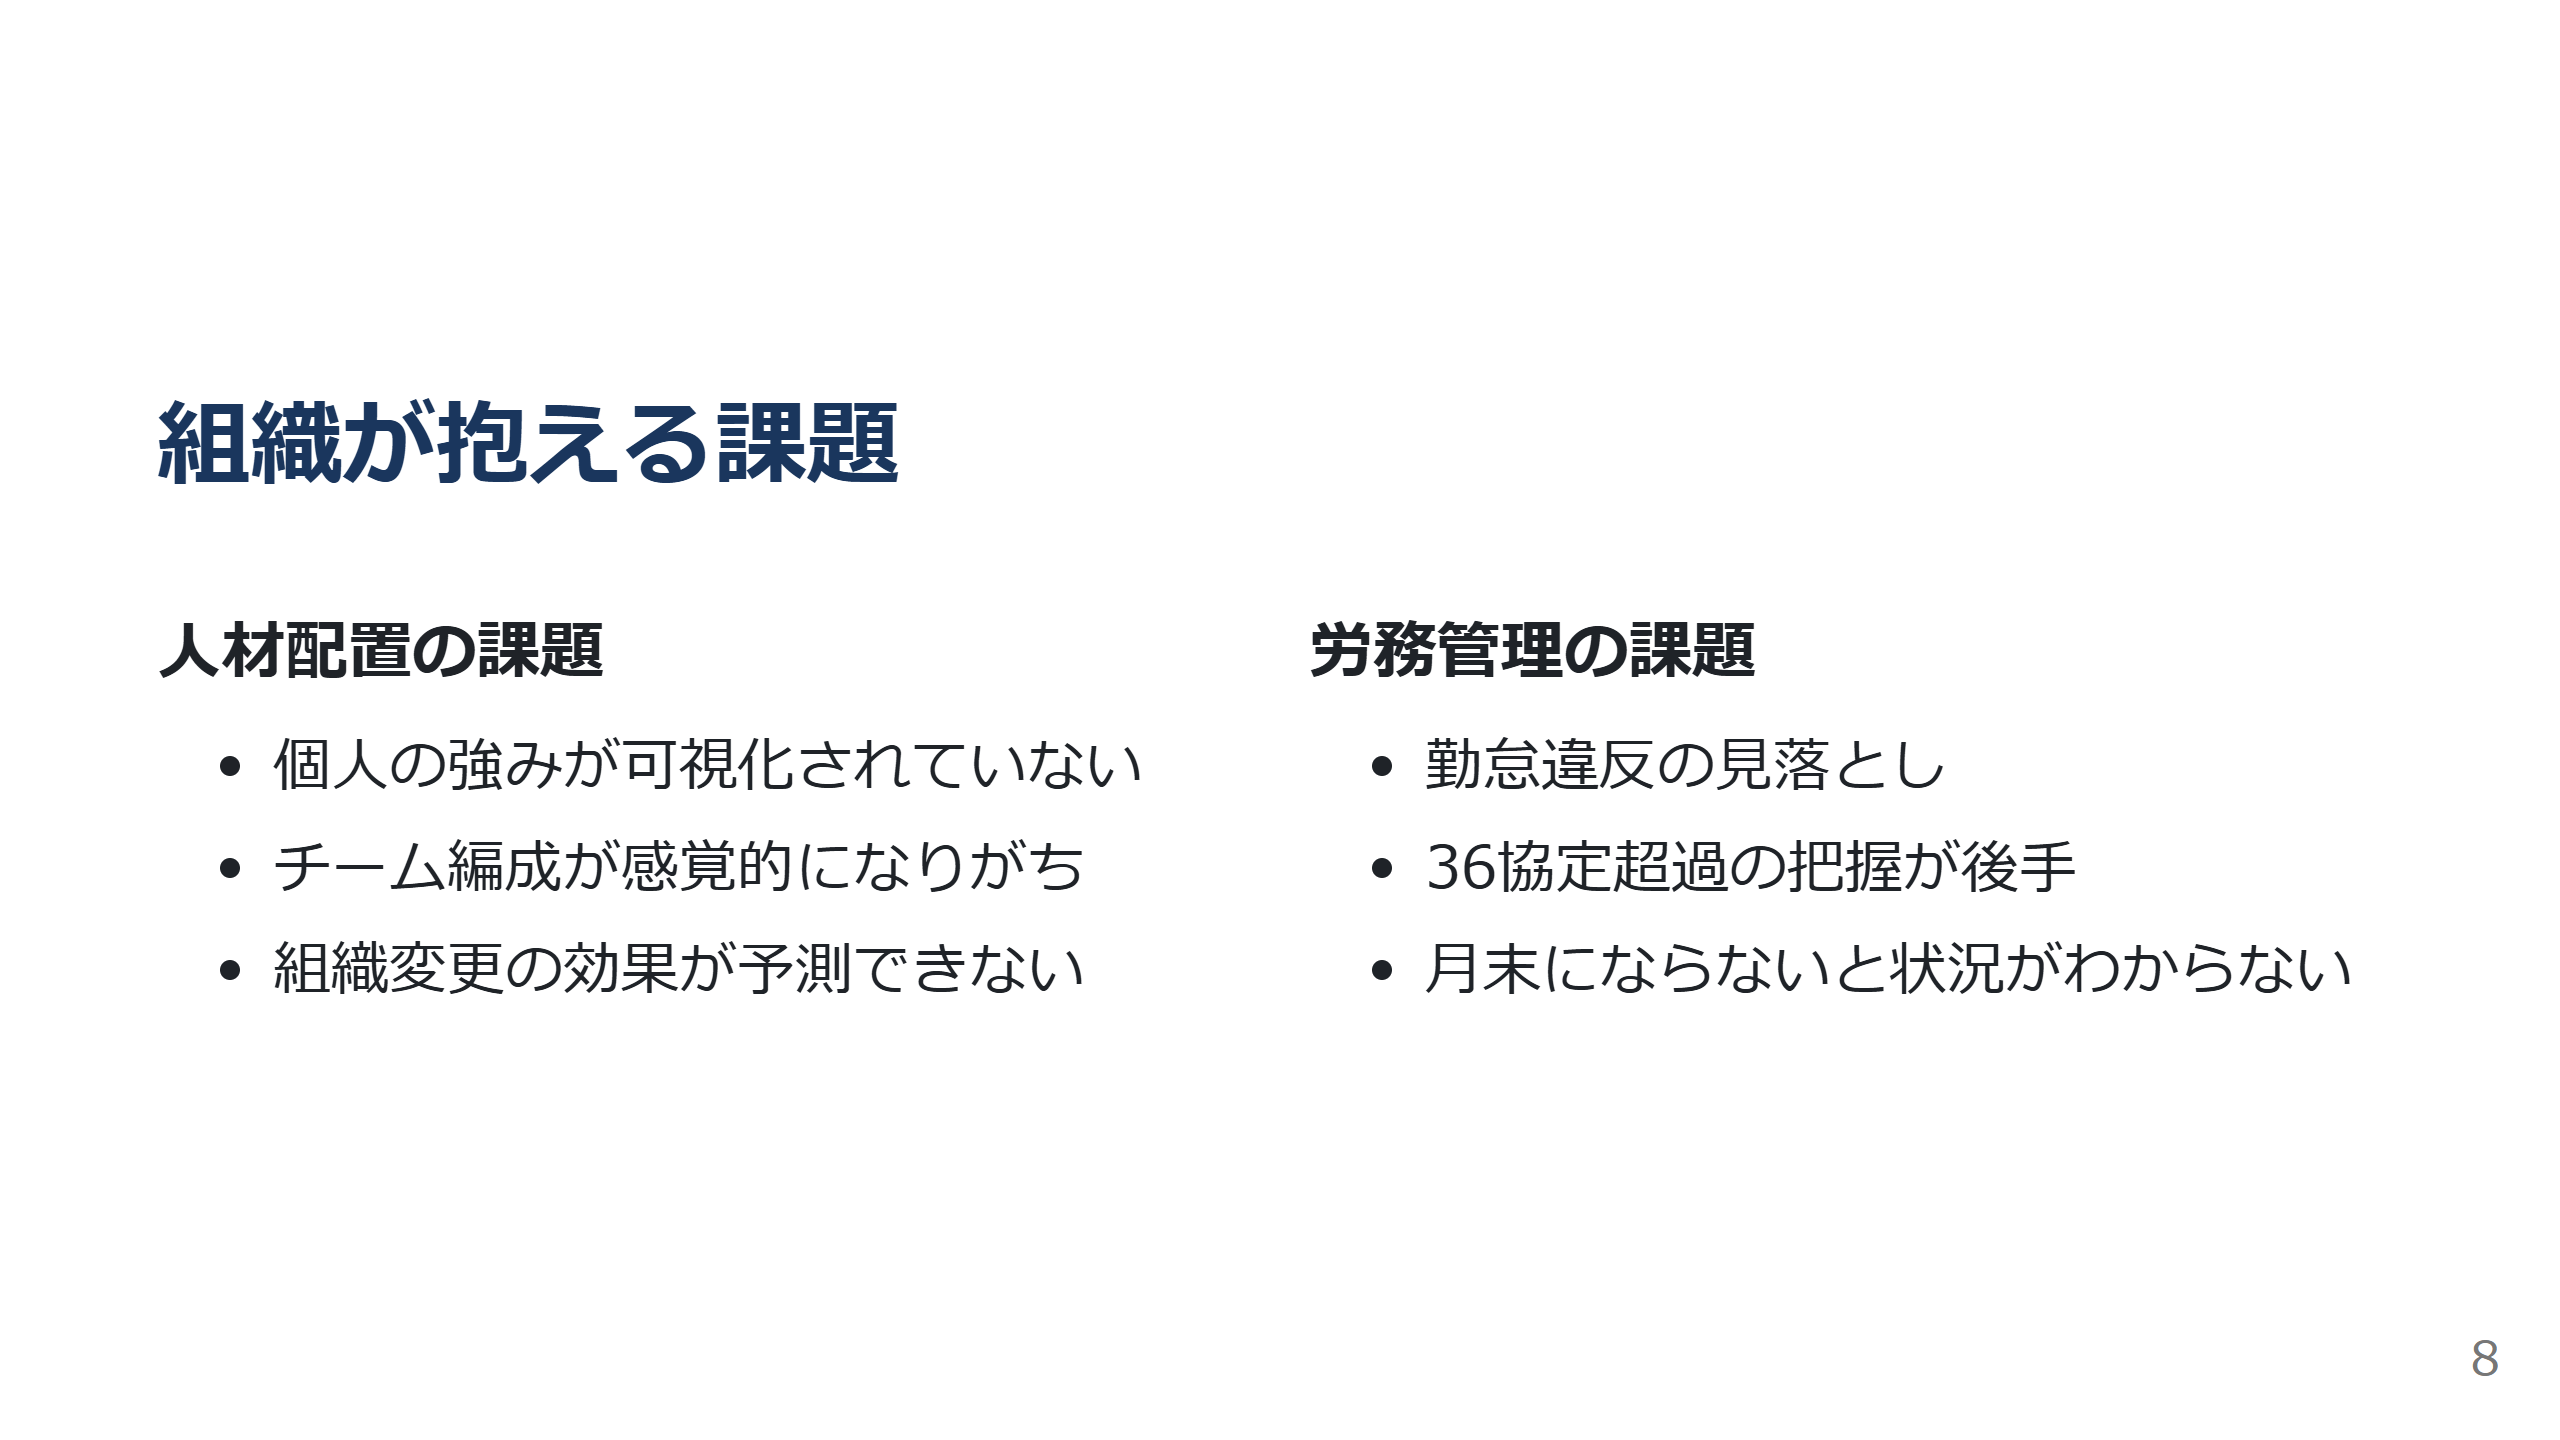 組織が抱える課題
人材配置の課題
• 個人の強みが可視化されていない
• チーム編成が感覚的になりがち
• 組織変更の効果が予測できない
労務管理の課題
• 勤怠違反の見落とし
• 36協定超過の把握が後手
• 月末にならないと状況がわからない
8